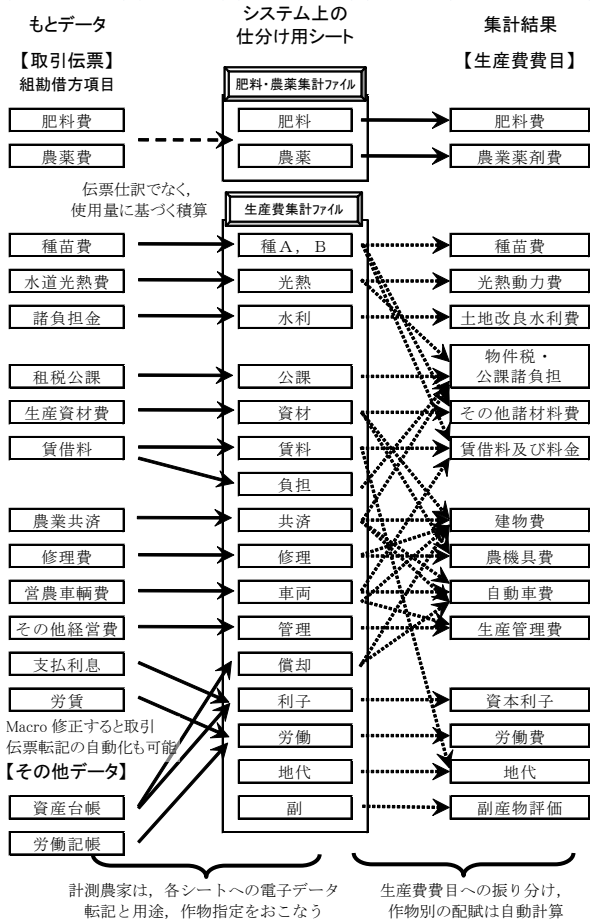 もとデータ
【取引伝票】
組勘借方項目
システム上の
仕分け用シート
集計結果
【生産費費目】
肥料・農薬集計ファイル
肥料費
肥料
肥料費
農薬費
農薬
農業薬剤費
伝票仕訳でなく,
使用量に基づく積算
生産費集計ファイル
種苗費
種A, B
種苗費
水道光熱費
光熱
光熱動力費
諸負担金
水利
土地改良水利費
物件税・
公課諸負担
租税公課
公課
生産資材費
資材
その他諸材料費
賃借料
賃料
賃借料及び料金
負担
農業共済
共済
建物費
修理費
修理
農機具費
営農車輌費
車両
自動車費
その他経営費
管理
生産管理費
支払利息
償却
労賃
利子
資本利子
Macro 修正すると取引
伝票転記の自動化も可能
労働
労働費
【その他データ】
地代
地代
資産台帳
副
副産物評価
労働記帳
計測農家は, 各シートへの電子データ
転記と用途, 作物指定をおこなう
生産費費目への振り分け,
作物別の配賦は自動計算